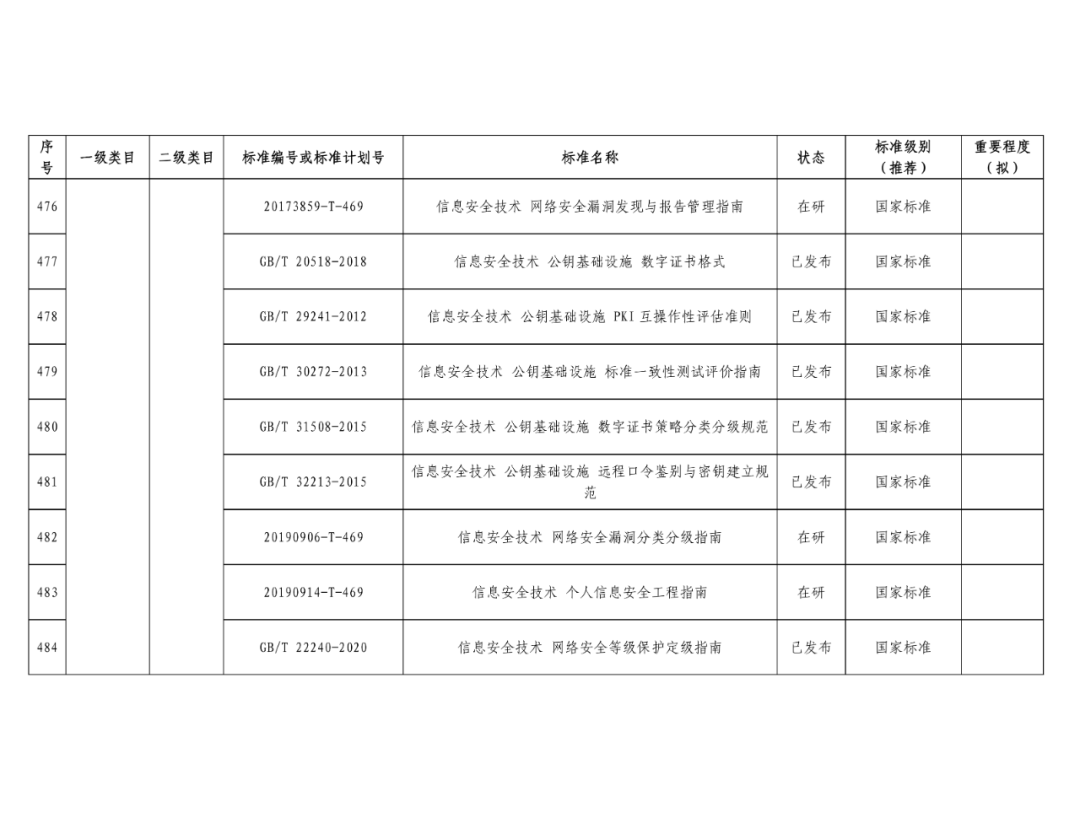 序号 一级类目 二级类目 标准编号或标准计划号 标准名称 状态 标准级别（推荐） 重要程度（拟）
476 20173859-T-469 信息安全技术 网络安全漏洞发现与报告管理指南 在研 国家标准
477 GB/T 20518-2018 信息安全技术 公钥基础设施 数字证书格式 已发布 国家标准
478 GB/T 29241-2012 信息安全技术 公钥基础设施 PKI 互操作性评估准则 已发布 国家标准
479 GB/T 30272-2013 信息安全技术 公钥基础设施 标准一致性测试评价指南 已发布 国家标准
480 GB/T 31508-2015 信息安全技术 公钥基础设施 数字证书策略分类分级规范 已发布 国家标准
481 GB/T 32213-2015 信息安全技术 公钥基础设施 远程口令鉴别与密钥建立规范 已发布 国家标准
482 20190906-T-469 信息安全技术 网络安全漏洞分类分级指南 在研 国家标准
483 20190914-T-469 信息安全技术 个人信息安全工程指南 在研 国家标准
484 GB/T 22240-2020 信息安全技术 网络安全等级保护定级指南 已发布 国家标准